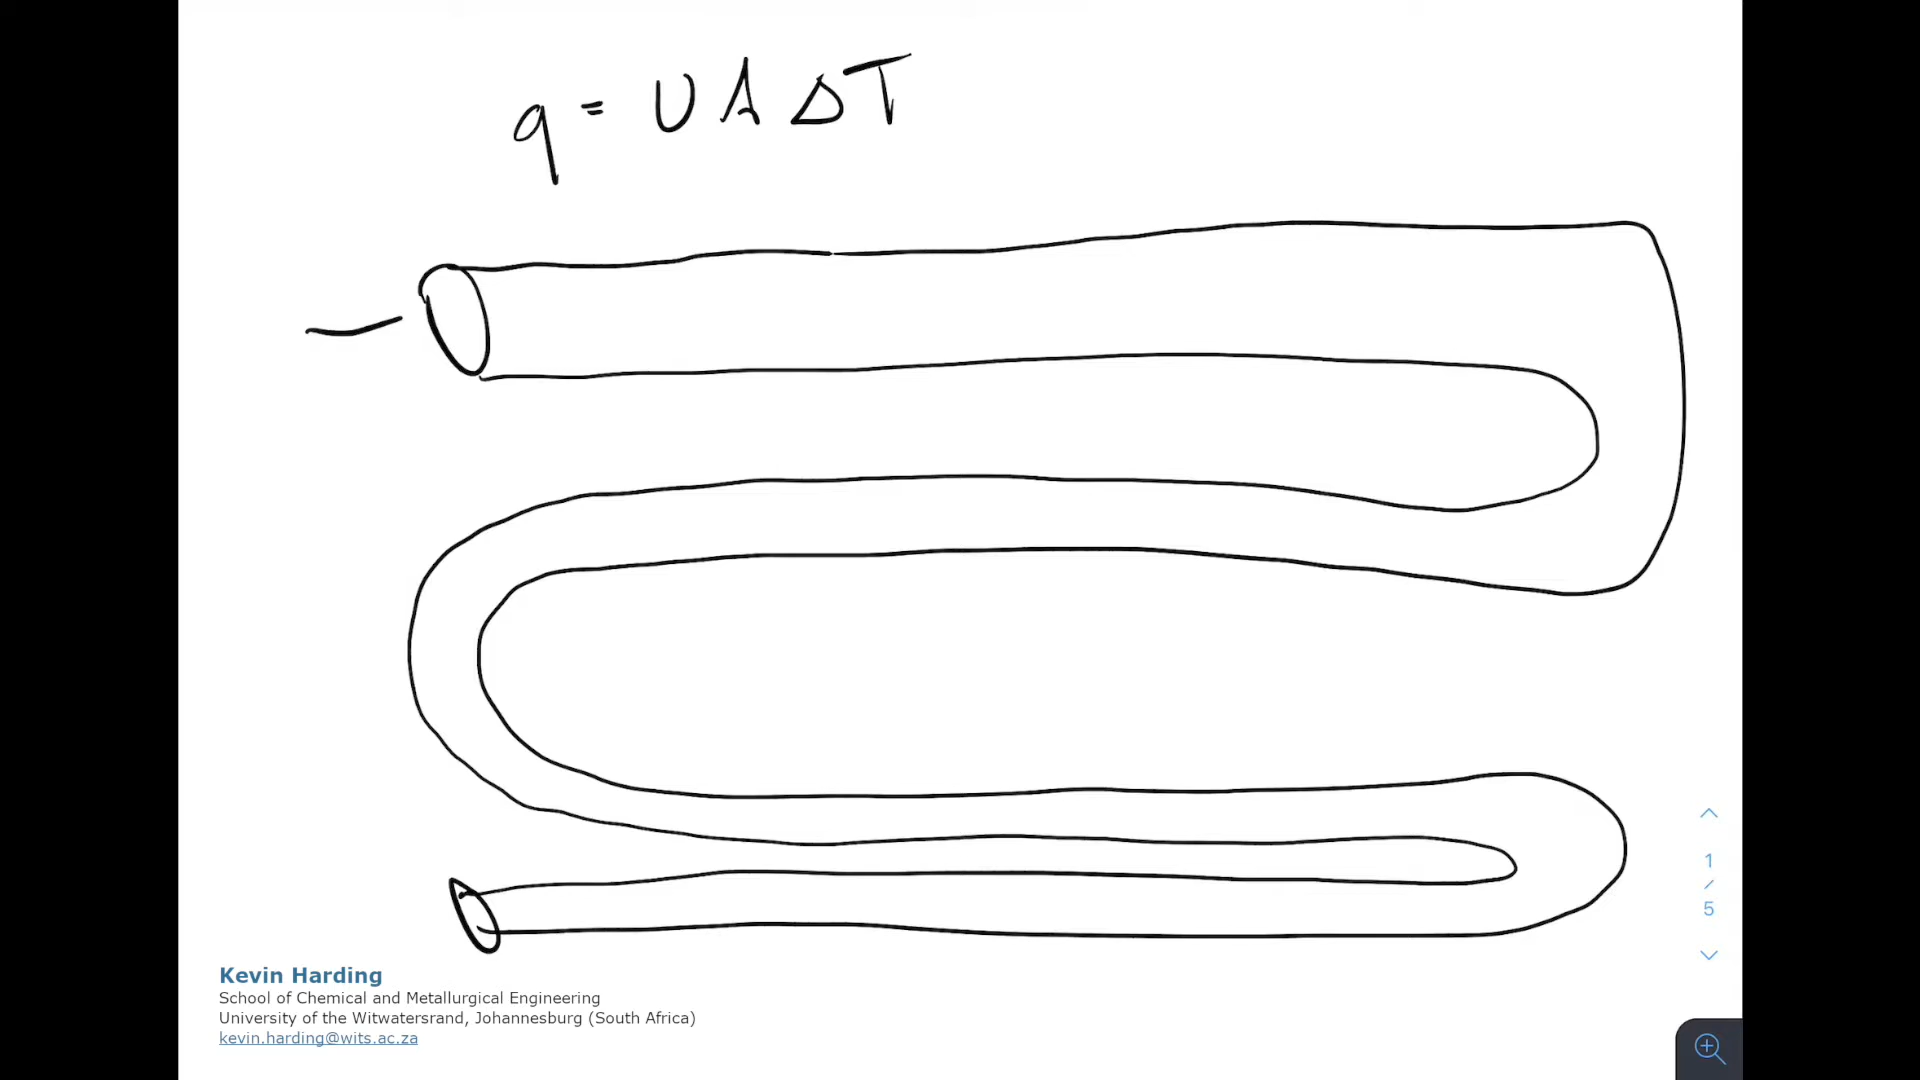 q = U A ΔT
Kevin Harding
School of Chemical and Metallurgical Engineering
University of the Witwatersrand, Johannesburg (South Africa)
kevin.harding@wits.ac.za
1
/
5